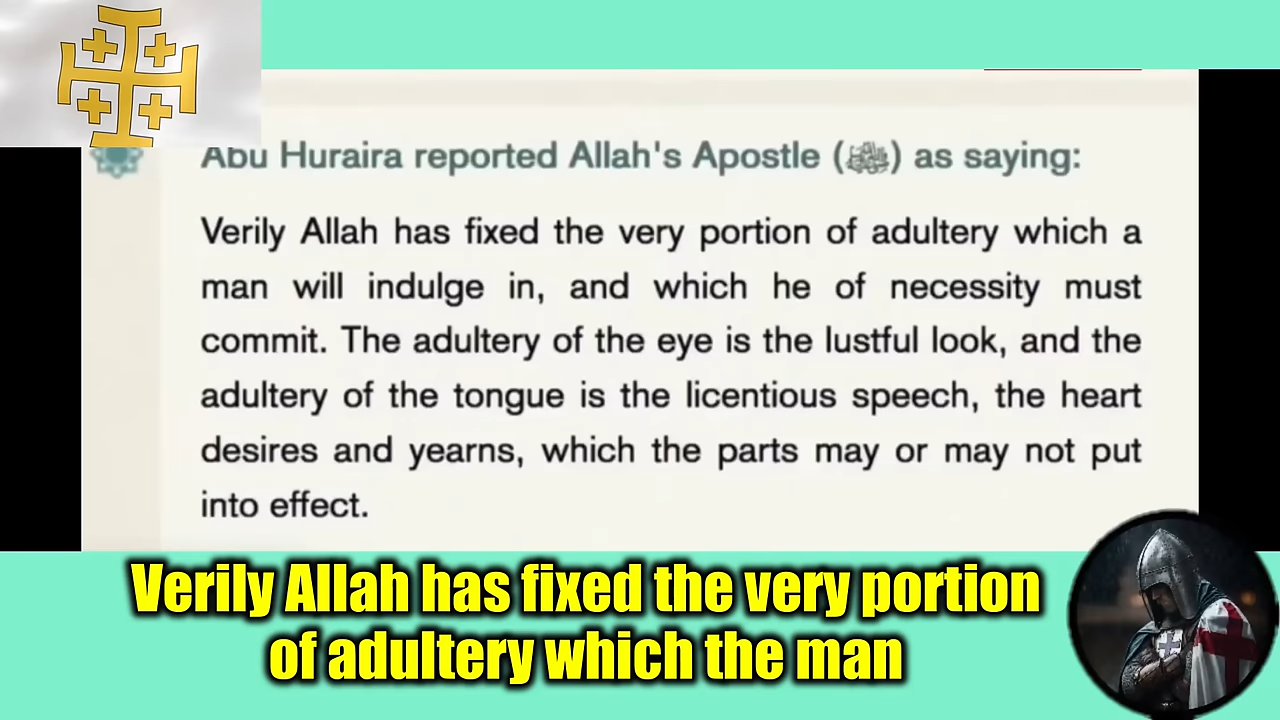 Abu Huraira reported Allah's Apostle (ﷺ) as saying:
Verily Allah has fixed the very portion of adultery which a
man will indulge in, and which he of necessity must
commit. The adultery of the eye is the lustful look, and the
adultery of the tongue is the licentious speech, the heart
desires and yearns, which the parts may or may not put
into effect.
Verily Allah has fixed the very portion
of adultery which the man